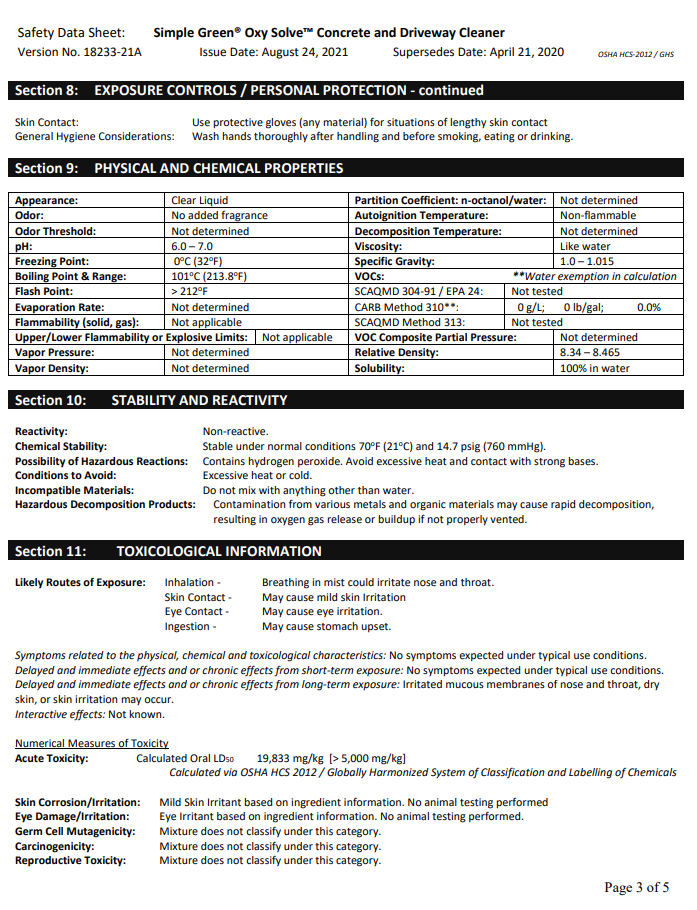 Safety Data Sheet: Simple Green® Oxy Solve™ Concrete and Driveway Cleaner
Version No. 18233-21A Issue Date: August 24, 2021 Supersedes Date: April 21, 2020 OSHA HCS-2012 / GHS
Section 8: EXPOSURE CONTROLS / PERSONAL PROTECTION - continued
Skin Contact: Use protective gloves (any material) for situations of lengthy skin contact
General Hygiene Considerations: Wash hands thoroughly after handling and before smoking, eating or drinking.
Section 9: PHYSICAL AND CHEMICAL PROPERTIES
Appearance: Clear Liquid Partition Coefficient: n-octanol/water: Not determined
Odor: No added fragrance Autoignition Temperature: Non-flammable
Odor Threshold: Not determined Decomposition Temperature: Not determined
pH: 6.0 – 7.0 Viscosity: Like water
Freezing Point: 0°C (32°F) Specific Gravity: 1.0 – 1.015
Boiling Point & Range: 101°C (213.8°F) VOCs: **Water exemption in calculation
Flash Point: > 212°F SCAQMD 304-91 / EPA 24: Not tested
Evaporation Rate: Not determined CARB Method 310**: 0 g/L; 0 lb/gal; 0.0%
Flammability (solid, gas): Not applicable SCAQMD Method 313: Not tested
Upper/Lower Flammability or Explosive Limits: Not applicable VOC Composite Partial Pressure: Not determined
Vapor Pressure: Not determined Relative Density: 8.34 – 8.465
Vapor Density: Not determined Solubility: 100% in water
Section 10: STABILITY AND REACTIVITY
Reactivity: Non-reactive.
Chemical Stability: Stable under normal conditions 70°F (21°C) and 14.7 psig (760 mmHg).
Possibility of Hazardous Reactions: Contains hydrogen peroxide. Avoid excessive heat and contact with strong bases.
Conditions to Avoid: Excessive heat or cold.
Incompatible Materials: Do not mix with anything other than water.
Hazardous Decomposition Products: Contamination from various metals and organic materials may cause rapid decomposition,
resulting in oxygen gas release or buildup if not properly vented.
Section 11: TOXICOLOGICAL INFORMATION
Likely Routes of Exposure: Inhalation - Breathing in mist could irritate nose and throat.
Skin Contact - May cause mild skin Irritation
Eye Contact - May cause eye irritation.
Ingestion - May cause stomach upset.
Symptoms related to the physical, chemical and toxicological characteristics: No symptoms expected under typical use conditions.
Delayed and immediate effects and or chronic effects from short-term exposure: No symptoms expected under typical use conditions.
Delayed and immediate effects and or chronic effects from long-term exposure: Irritated mucous membranes of nose and throat, dry
skin, or skin irritation may occur.
Interactive effects: Not known.
Numerical Measures of Toxicity
Acute Toxicity: Calculated Oral LD50 19,833 mg/kg [> 5,000 mg/kg]
Calculated via OSHA HCS 2012 / Globally Harmonized System of Classification and Labelling of Chemicals
Skin Corrosion/Irritation: Mild Skin Irritant based on ingredient information. No animal testing performed
Eye Damage/Irritation: Eye Irritant based on ingredient information. No animal testing performed.
Germ Cell Mutagenicity: Mixture does not classify under this category.
Carcinogenicity: Mixture does not classify under this category.
Reproductive Toxicity: Mixture does not classify under this category.
Page 3 of 5